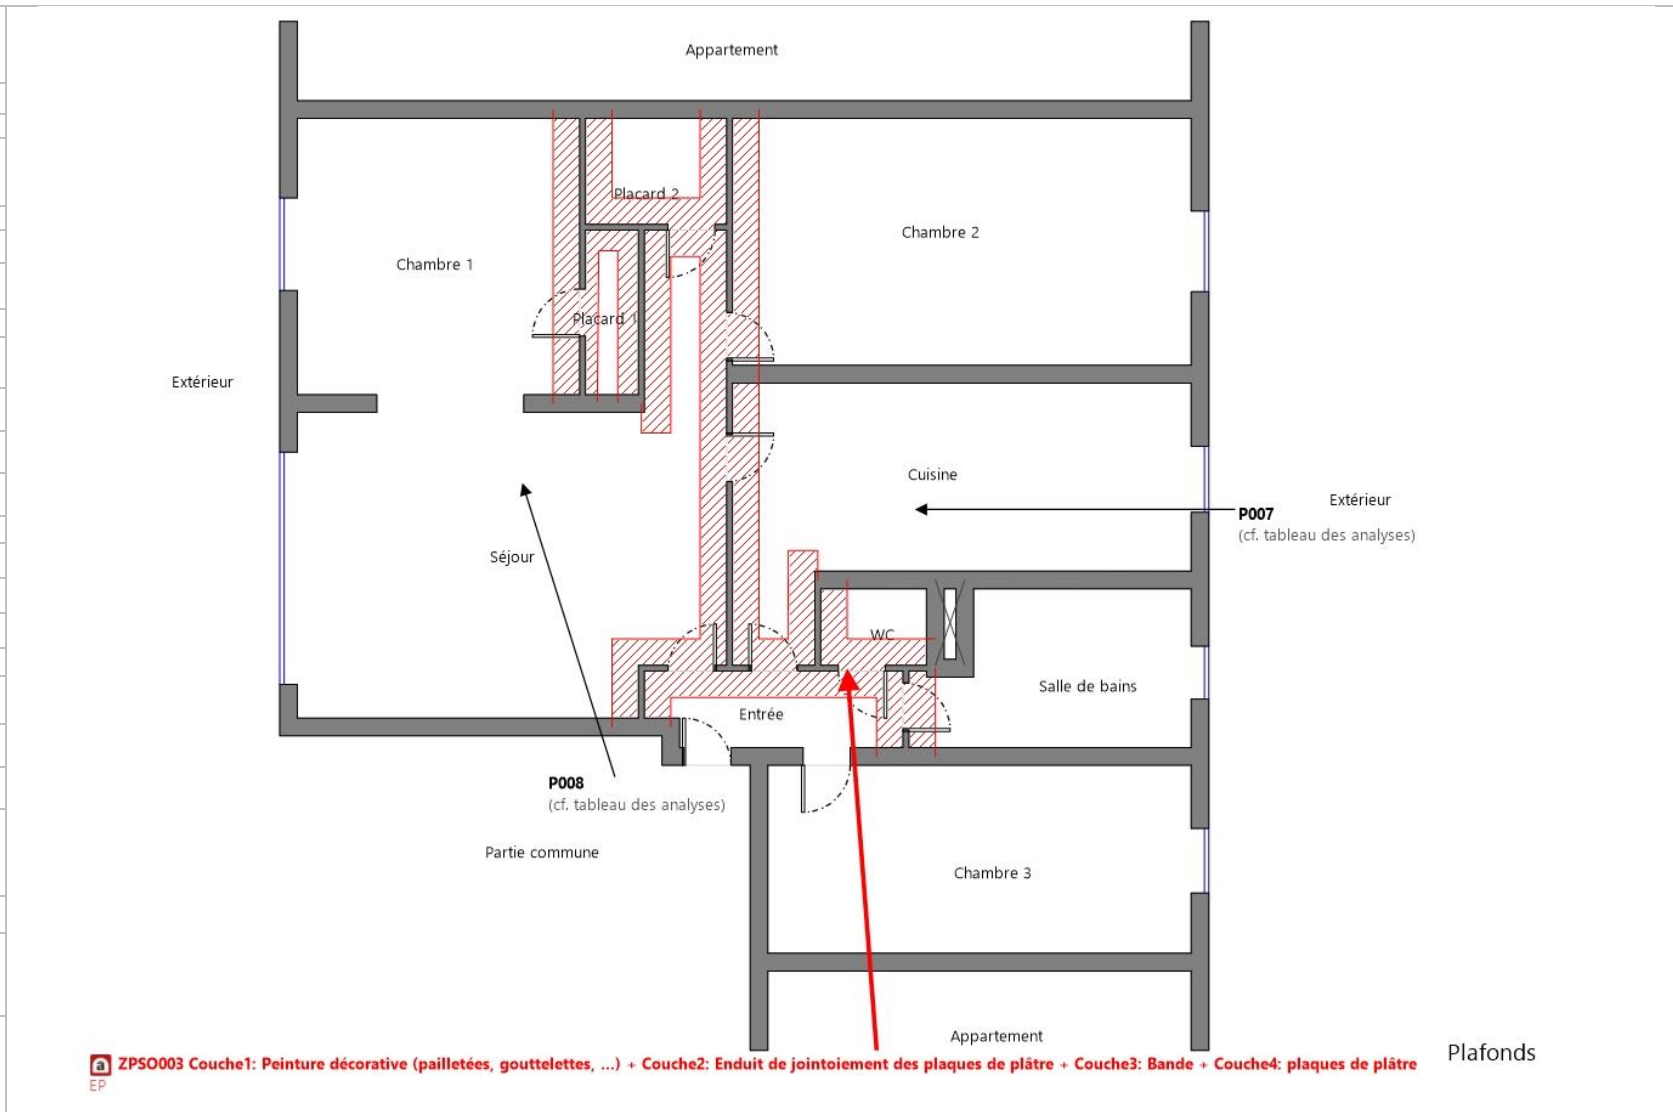 Appartement
Placard 2
Chambre 2
Chambre 1
Placard 1
Extérieur
Cuisine
Extérieur
P007
(cf. tableau des analyses)
Séjour
WC
Salle de bains
Entrée
P008
(cf. tableau des analyses)
Partie commune
Chambre 3
Appartement
Plafonds
a ZPSO003 Couche1: Peinture décorative (pailletées, gouttelettes, ...) + Couche2: Enduit de jointoiement des plaques de plâtre + Couche3: Bande + Couche4: plaques de plâtre
EP